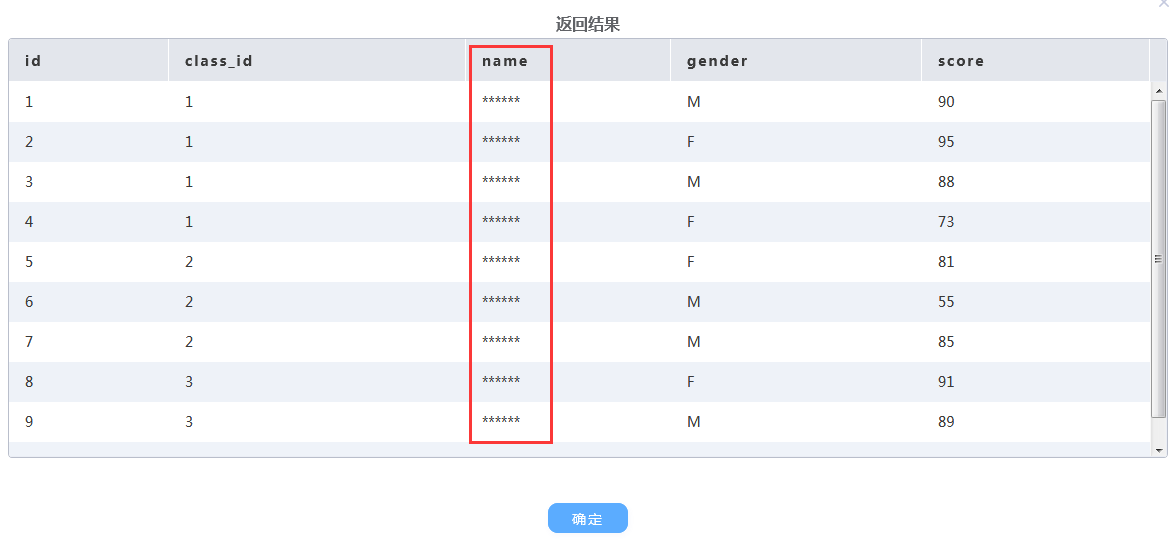 返回结果
id class_id name gender score
1 1 ****** M 90
2 1 ****** F 95
3 1 ****** M 88
4 1 ****** F 73
5 2 ****** F 81
6 2 ****** M 55
7 2 ****** M 85
8 3 ****** F 91
9 3 ****** M 89
确定